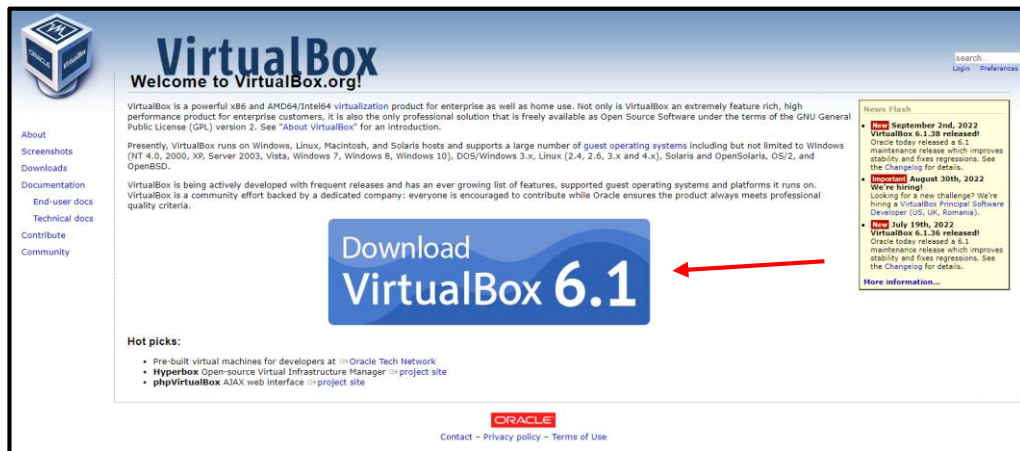 VirtualBox
search...
Login Preferences
Welcome to VirtualBox.org!
VirtualBox is a powerful x86 and AMD64/Intel64 virtualization product for enterprise as well as home use. Not only is VirtualBox an extremely feature rich, high
performance product for enterprise customers, it is also the only professional solution that is freely available as Open Source Software under the terms of the GNU General
Public License (GPL) version 2. See "About VirtualBox" for an introduction.
Presently, VirtualBox runs on Windows, Linux, Macintosh, and Solaris hosts and supports a large number of guest operating systems including but not limited to Windows
(NT 4.0, 2000, XP, Server 2003, Vista, Windows 7, Windows 8, Windows 10), DOS/Windows 3.x, Linux (2.4, 2.6, 3.x and 4.x), Solaris and OpenSolaris, OS/2, and
OpenBSD.
VirtualBox is being actively developed with frequent releases and has an ever growing list of features, supported guest operating systems and platforms it runs on.
VirtualBox is a community effort backed by a dedicated company: everyone is encouraged to contribute while Oracle ensures the product always meets professional
quality criteria.
ORACLE
VirtualBox
About
Screenshots
Downloads
Documentation
End-user docs
Technical docs
Contribute
Community
Download
VirtualBox 6.1
News Flash
New September 2nd, 2022
VirtualBox 6.1.38 released!
Oracle today released a 6.1
maintenance release which improves
stability and fixes regressions. See
the Changelog for details.
Important August 30th, 2022
We're hiring!
Looking for a new challenge? We're
hiring a VirtualBox Principal Software
Developer (US, UK, Romania).
New July 19th, 2022
VirtualBox 6.1.36 released!
Oracle today released a 6.1
maintenance release which improves
stability and fixes regressions. See
the Changelog for details.
More information...
Hot picks:
Pre-built virtual machines for developers at Oracle Tech Network
Hyperbox Open-source Virtual Infrastructure Manager project site
phpVirtualBox AJAX web interface project site
ORACLE
Contact – Privacy policy – Terms of Use